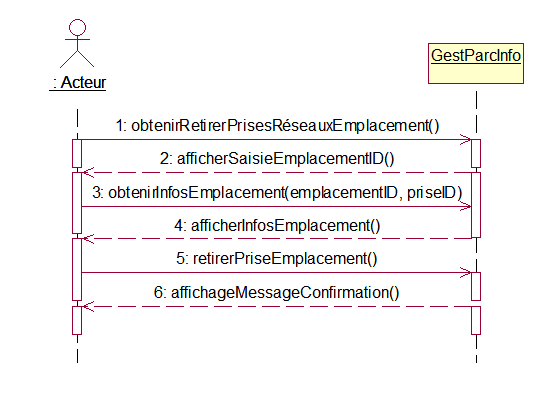 : Acteur
GestParcInfo
1: obtenirRetirerPrisesRéseauxEmplacement()
2: afficherSaisieEmplacementID()
3: obtenirInfosEmplacement(emplacementID, priseID)
4: afficherInfosEmplacement()
5: retirerPriseEmplacement()
6: affichageMessageConfirmation()